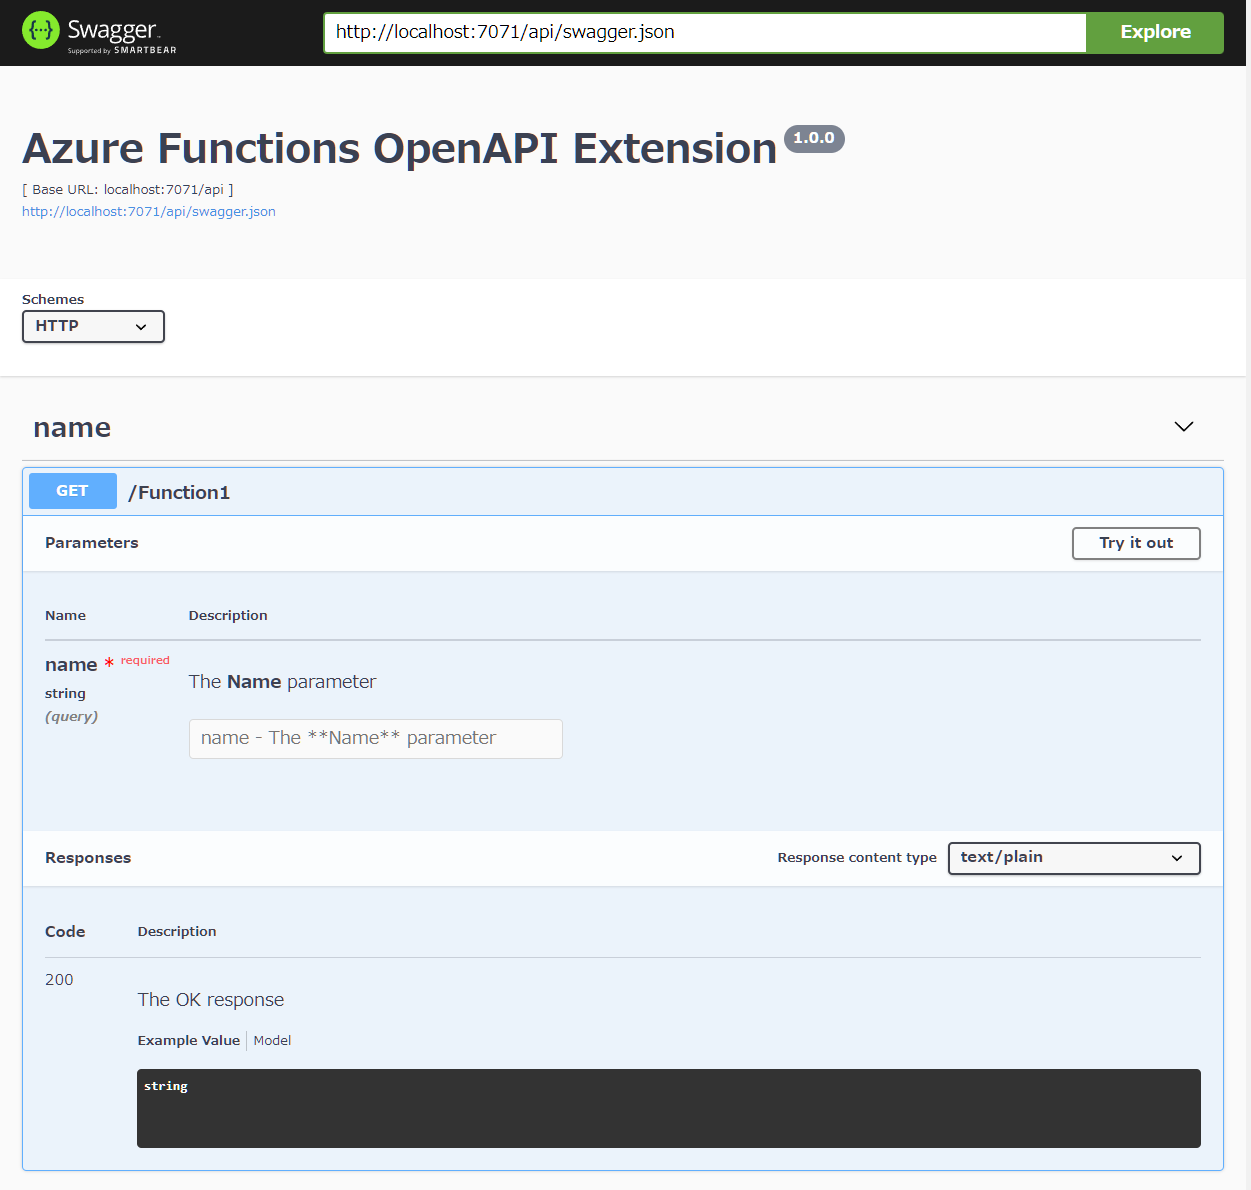 {···} Swagger™
Supported by SMARTBEAR
http://localhost:7071/api/swagger.json
Explore
Azure Functions OpenAPI Extension 1.0.0
[ Base URL: localhost:7071/api ]
http://localhost:7071/api/swagger.json
Schemes
HTTP
name
GET /Function1
Parameters
Try it out
Name Description
name * required
string
(query)
The Name parameter
name - The **Name** parameter
Responses
Response content type text/plain
Code Description
200
The OK response
Example Value Model
string